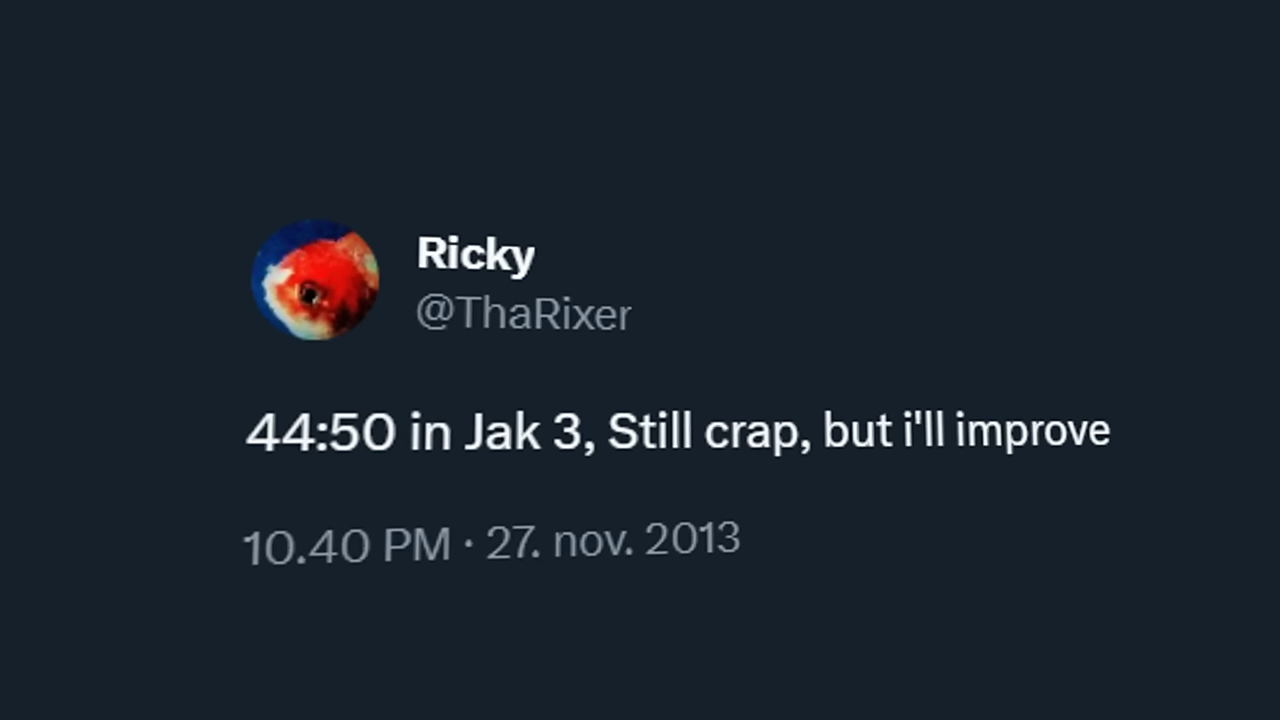 Ricky
@ThaRixer
44:50 in Jak 3, Still crap, but i'll improve
10.40 PM · 27. nov. 2013